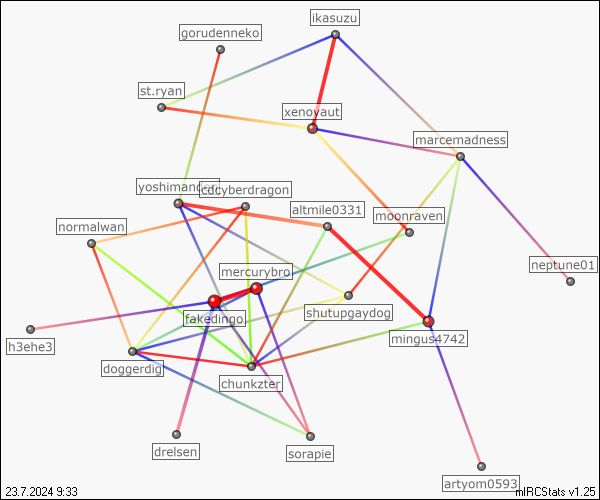 ikasuzu
gorudenneko
st.ryan
xenoyaut
marcemadness
cdcyberdragon
altmile0331
moonraven
normalwan
neptune01
mercurybro
fakedingo
shutupgaydog
mingus4742
h3ehe3
doggerdig
chunkzter
drelsen
sorapie
artyom0593
23.7.2024 9:33
mIRCStats v1.25